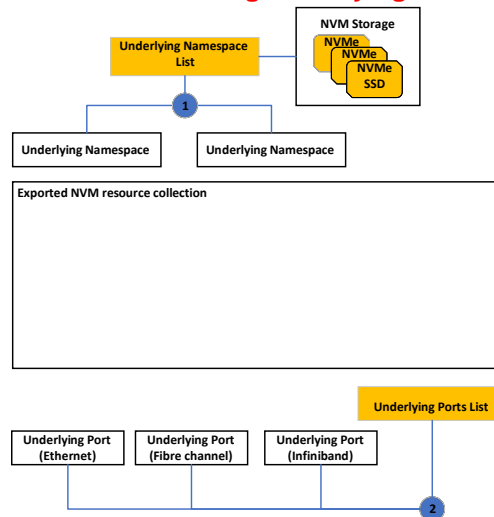 NVM Storage
Underlying Namespace
List
NVMe
NVMe
NVMe
SSD
1
Underlying Namespace
Underlying Namespace
Exported NVM resource collection
Underlying Ports List
Underlying Port
(Ethernet)
Underlying Port
(Fibre channel)
Underlying Port
(Infiniband)
2